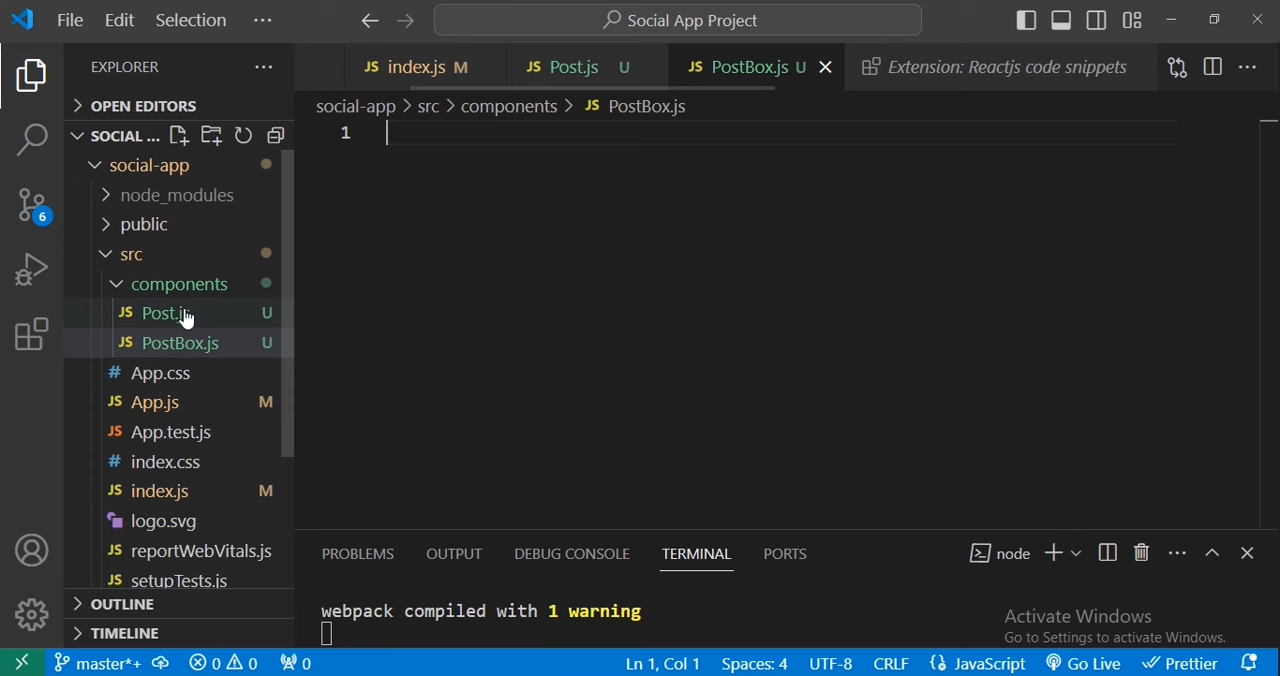 File Edit Selection ··· Social App Project
EXPLORER ···
JS index.js M JS Post.js U JS PostBox.js U Extension: Reactjs code snippets ···
OPEN EDITORS
social-app > src > components > JS PostBox.js
SOCIAL ...
1
social-app
node_modules
public
src
components
JS Post.js U
JS PostBox.js U
# App.css
JS App.js M
JS App.test.js
# index.css
JS index.js M
logo.svg
JS reportWebVitals.js
JS setupTests.js
OUTLINE
TIMELINE
6
PROBLEMS OUTPUT DEBUG CONSOLE TERMINAL PORTS node ···
webpack compiled with 1 warning
Activate Windows
Go to Settings to activate Windows.
master*+ 0 0 0 Ln 1, Col 1 Spaces: 4 UTF-8 CRLF {} JavaScript Go Live Prettier